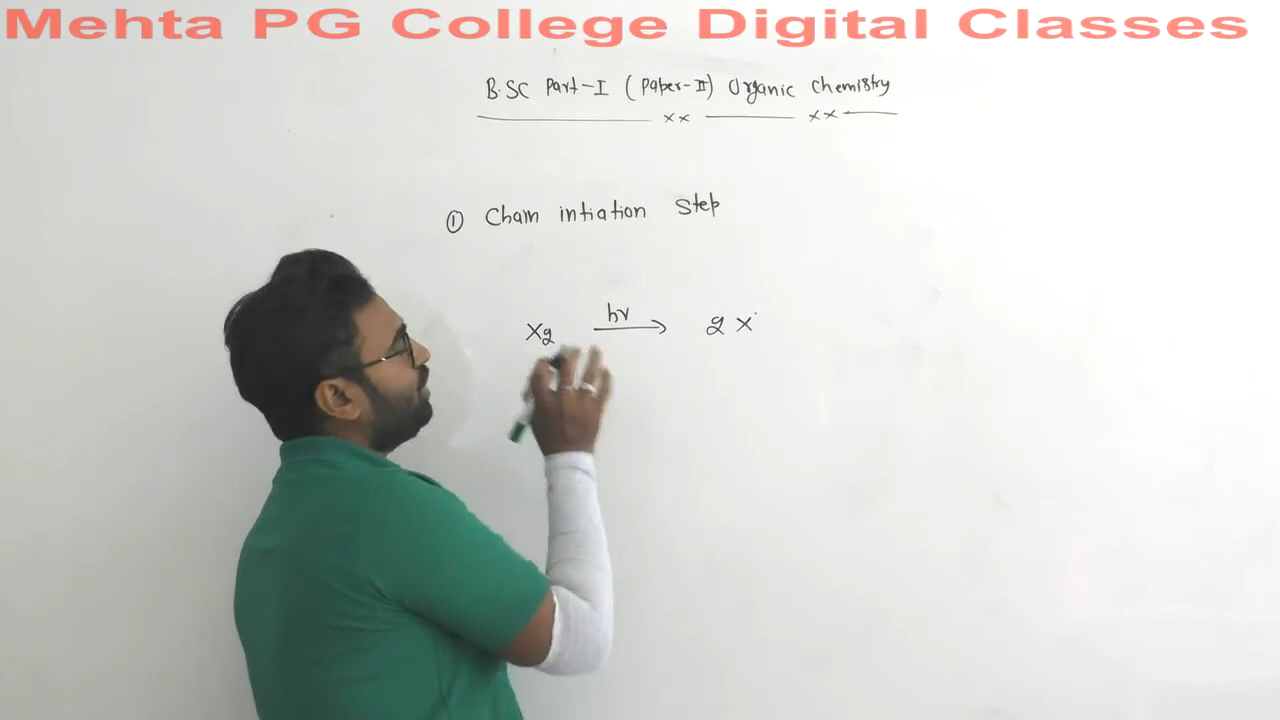 Mehta PG College Digital Classes
B.SC Part-I (Paper-II) Organic Chemistry
xx xx
① Chain intiation Step
hν
X₂ → 2 X˙